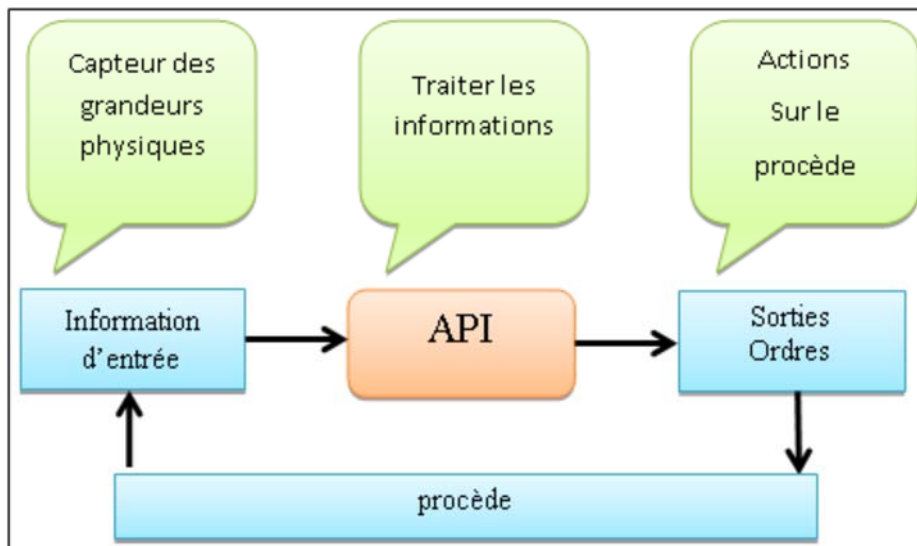 Capteur des
grandeurs
physiques
Traiter les
informations
Actions
Sur le
procède
Information
d'entrée
API
Sorties
Ordres
procède